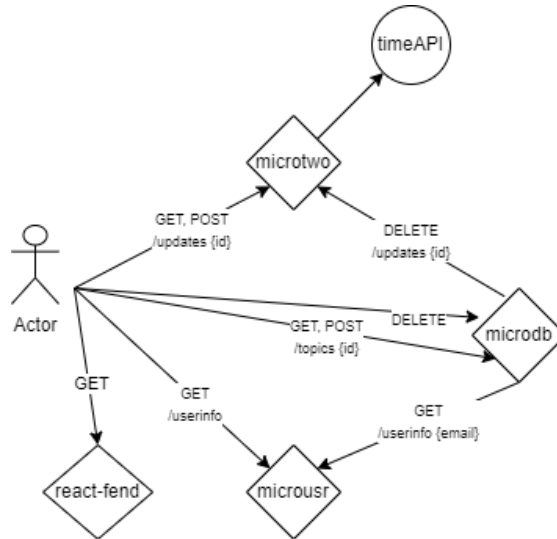 timeAPI
microtwo
GET, POST
/updates {id}
DELETE
/updates {id}
Actor
DELETE
GET, POST
/topics {id}
microdb
GET
GET
/userinfo
GET
/userinfo {email}
react-fend
microusr